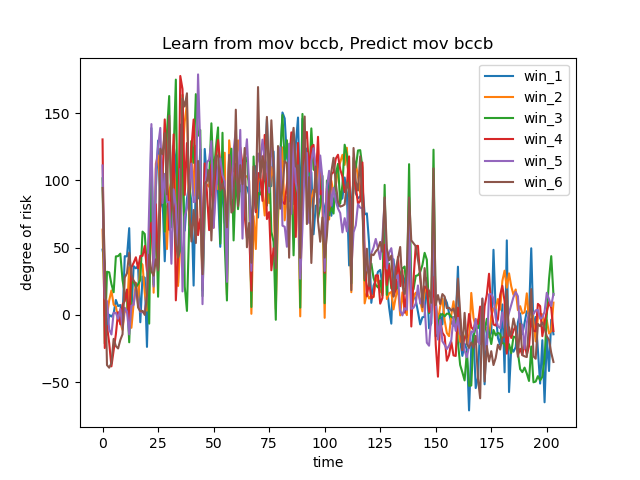 Learn from mov bccb, Predict mov bccb
degree of risk
150
100
50
0
−50
0 25 50 75 100 125 150 175 200
time
win_1
win_2
win_3
win_4
win_5
win_6